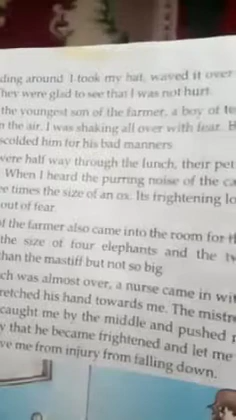 ding around I took my hat, waved it over
They were glad to see that I was not hurt.
the youngest son of the farmer, a boy of te
n the air. I was shaking all over with fear. H
scolded him for his bad manners
were half way through the lunch, their pet
When I heard the purring noise of the ca
ee times the size of an ox. Its frightening lo
out of fear.
of the farmer also came into the room for
the size of four elephants and the
than the mastiff but not so big.
ch was almost over, a nurse came in wit
retched his hand towards me. The mistr
caught me by the middle and pushed
y that he became frightened and let me
ve me from injury from falling down.